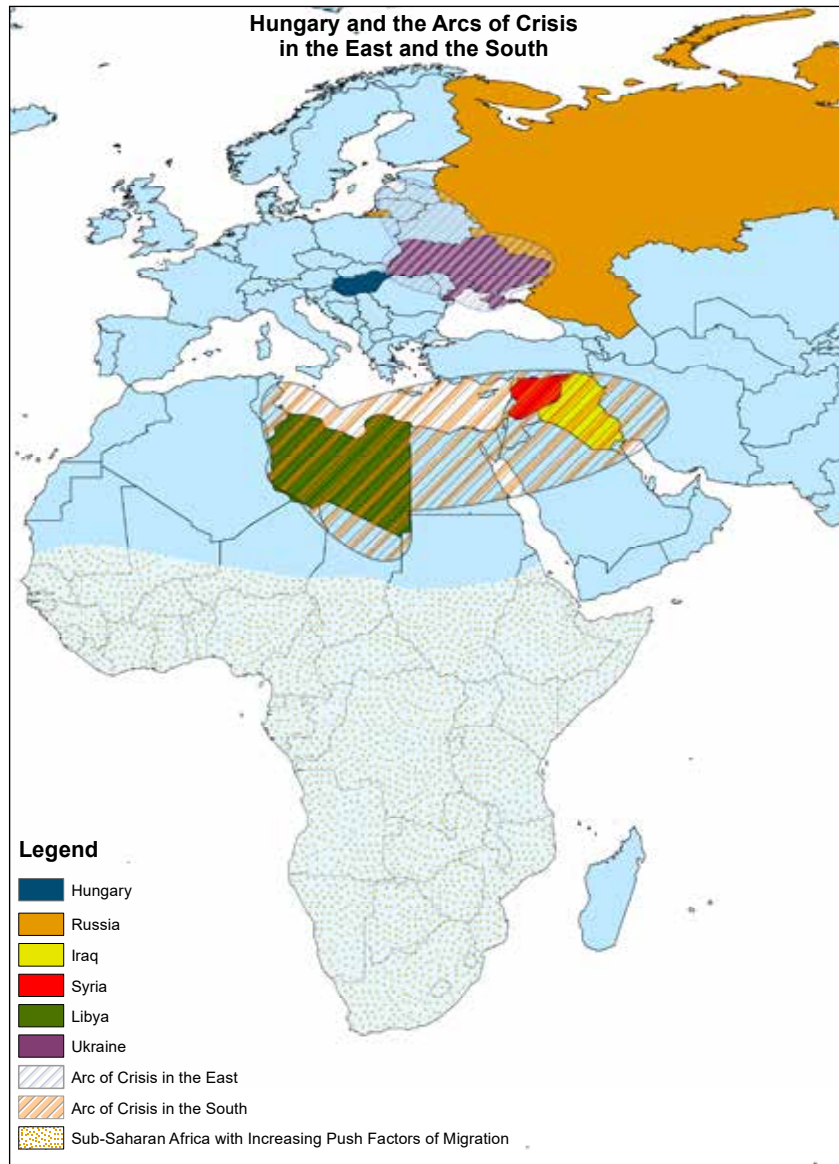 Hungary and the Arcs of Crisis
in the East and the South
Legend
Hungary
Russia
Iraq
Syria
Libya
Ukraine
Arc of Crisis in the East
Arc of Crisis in the South
Sub-Saharan Africa with Increasing Push Factors of Migration